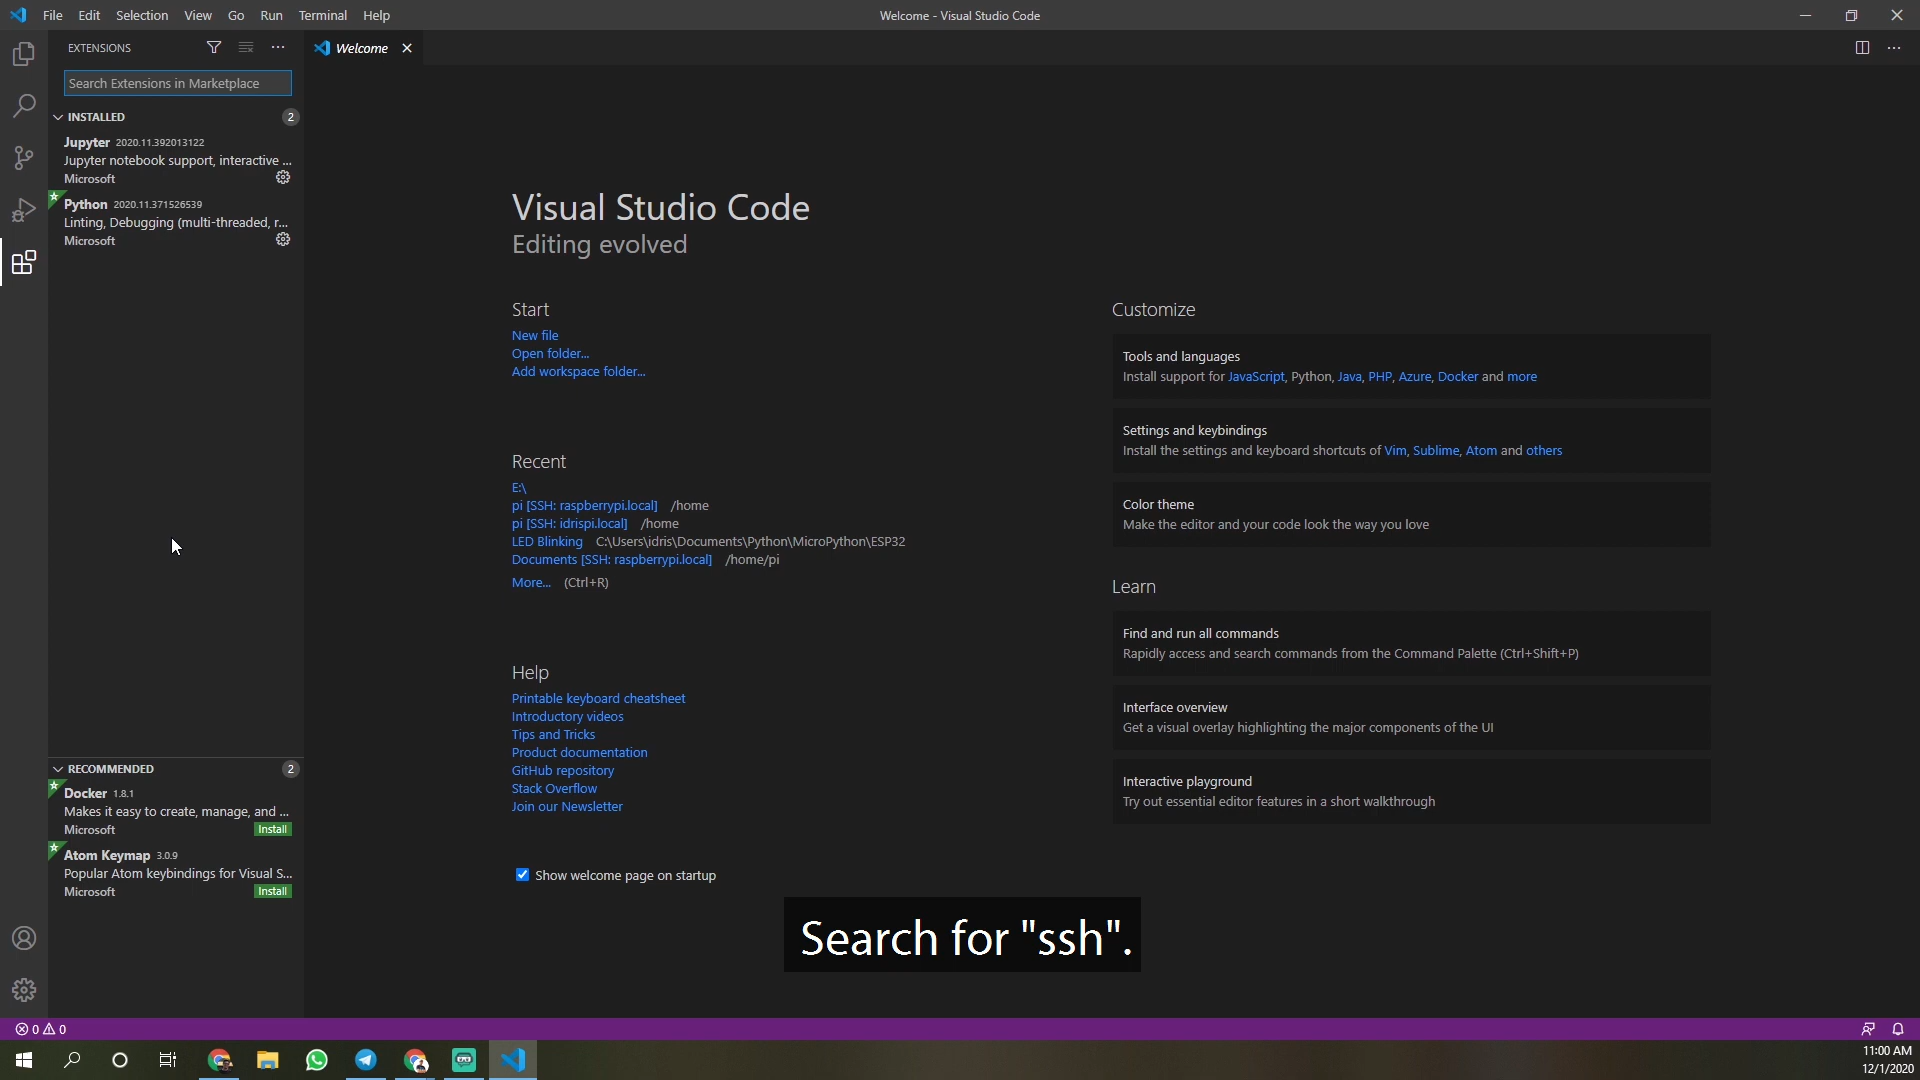 File Edit Selection View Go Run Terminal Help
Welcome - Visual Studio Code
EXTENSIONS
Welcome
Search Extensions in Marketplace
INSTALLED 2
Jupyter 2020.11.392013122
Jupyter notebook support, interactive ...
Microsoft
Python 2020.11.371526539
Linting, Debugging (multi-threaded, r...
Microsoft
RECOMMENDED 2
Docker 1.8.1
Makes it easy to create, manage, and ...
Microsoft Install
Atom Keymap 3.0.9
Popular Atom keybindings for Visual S...
Microsoft Install
Visual Studio Code
Editing evolved
Start
New file
Open folder...
Add workspace folder...
Recent
E:\
pi [SSH: raspberrypi.local] /home
pi [SSH: idrispi.local] /home
LED Blinking C:\Users\idris\Documents\Python\MicroPython\ESP32
Documents [SSH: raspberrypi.local] /home/pi
More... (Ctrl+R)
Help
Printable keyboard cheatsheet
Introductory videos
Tips and Tricks
Product documentation
GitHub repository
Stack Overflow
Join our Newsletter
Show welcome page on startup
Customize
Tools and languages
Install support for JavaScript, Python, Java, PHP, Azure, Docker and more
Settings and keybindings
Install the settings and keyboard shortcuts of Vim, Sublime, Atom and others
Color theme
Make the editor and your code look the way you love
Learn
Find and run all commands
Rapidly access and search commands from the Command Palette (Ctrl+Shift+P)
Interface overview
Get a visual overlay highlighting the major components of the UI
Interactive playground
Try out essential editor features in a short walkthrough
Search for "ssh".
0 0
11:00 AM
12/1/2020